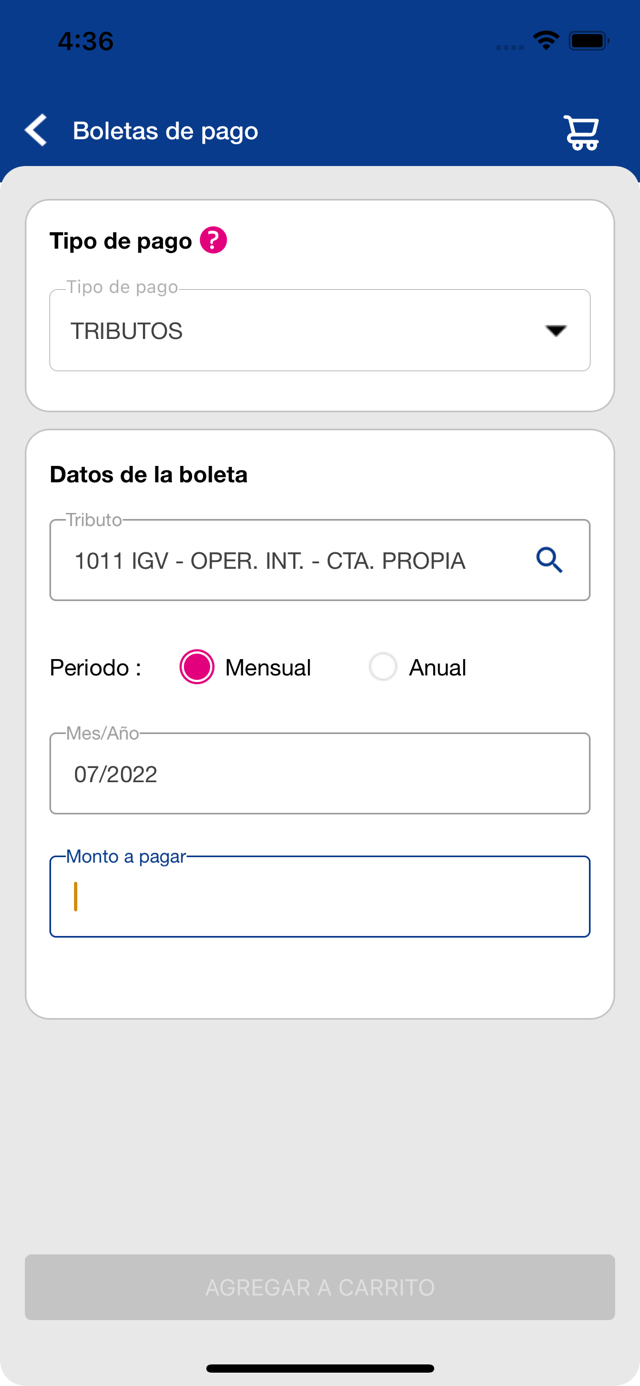 4:36
Boletas de pago
Tipo de pago ?
Tipo de pago
TRIBUTOS
Datos de la boleta
Tributo
1011 IGV - OPER. INT. - CTA. PROPIA
Periodo : Mensual Anual
Mes/Año
07/2022
Monto a pagar
AGREGAR A CARRITO